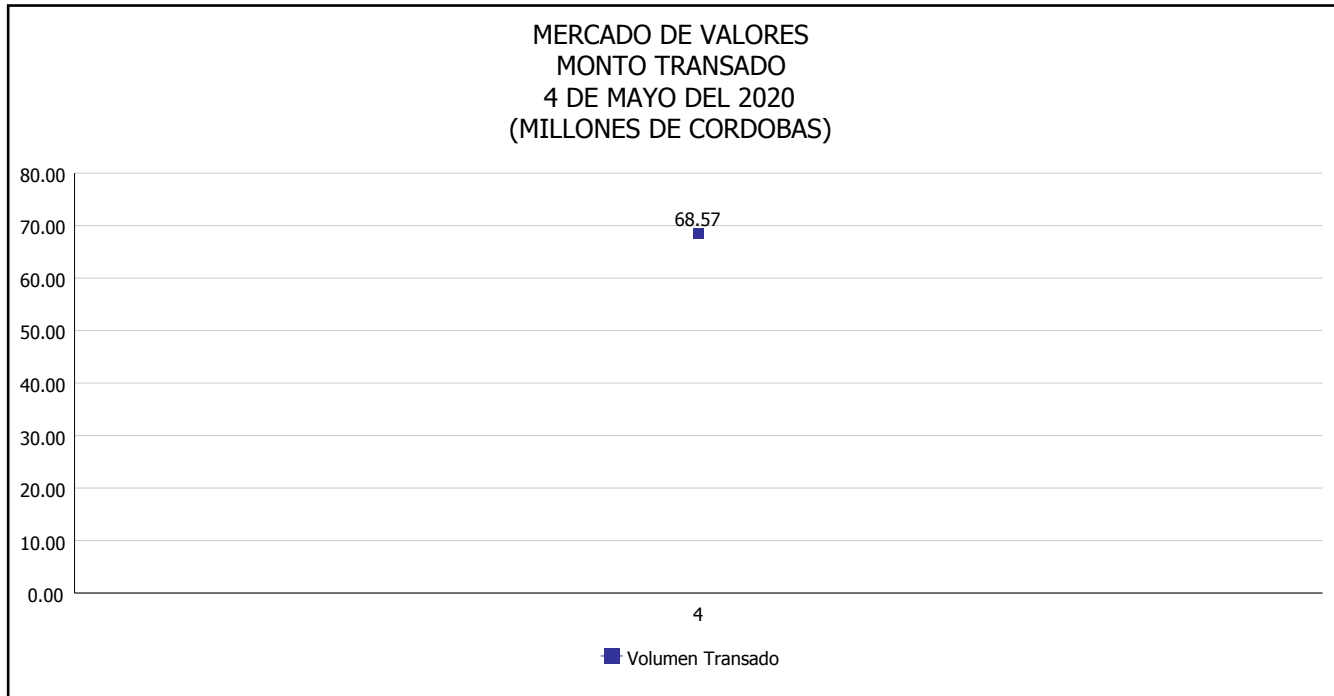 MERCADO DE VALORES
MONTO TRANSADO
4 DE MAYO DEL 2020
(MILLONES DE CORDOBAS)
80.00
68.57
70.00
60.00
50.00
40.00
30.00
20.00
10.00
0.00
4
Volumen Transado